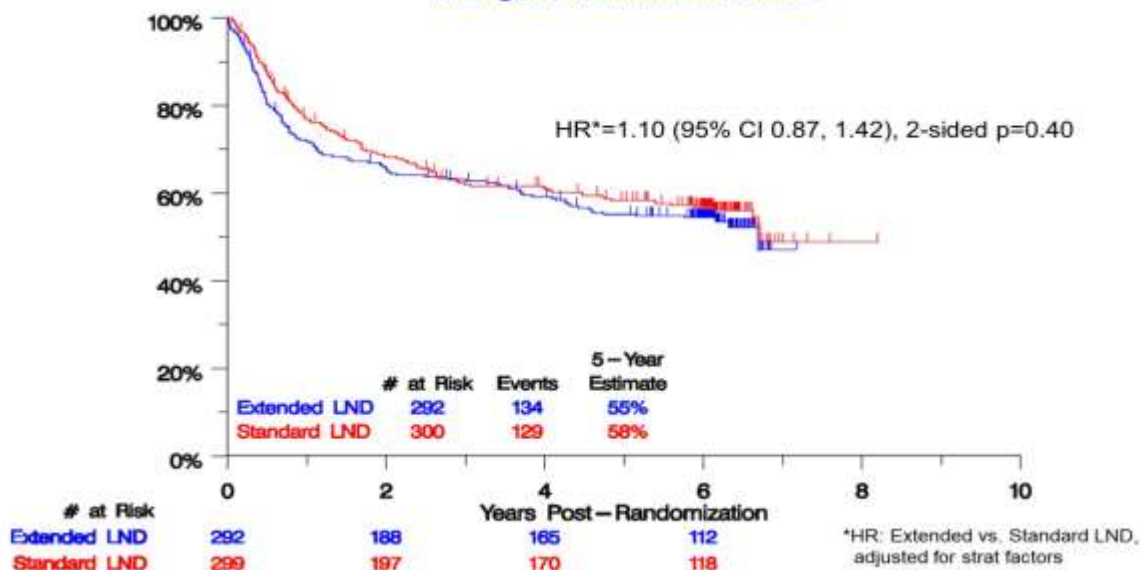 100%
80%
HR*=1.10 (95% CI 0.87, 1.42), 2-sided p=0.40
60%
40%
20%
5-Year
# at Risk Events Estimate
Extended LND 292 134 55%
Standard LND 300 129 58%
0%
0 2 4 6 8 10
# at Risk Years Post-Randomization
Extended LND 292 188 165 112 *HR: Extended vs. Standard LND,
Standard LND 299 197 170 118 adjusted for strat factors